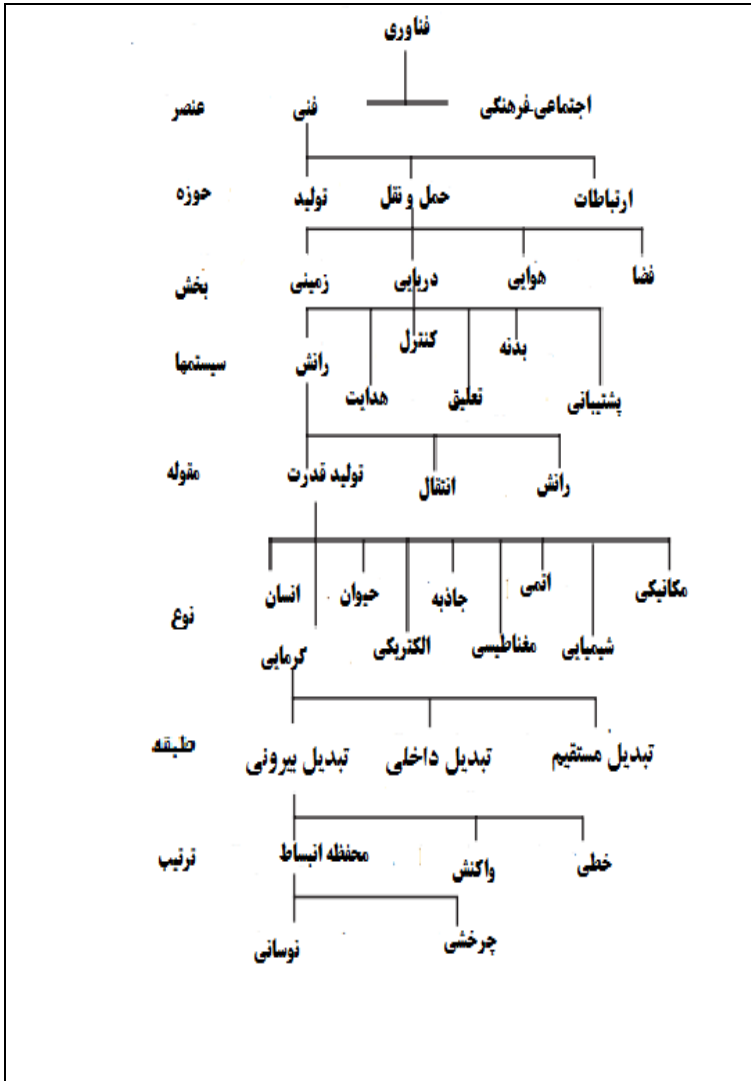 فناوری
عنصر فنی اجتماعی-فرهنگی
حوزه تولید حمل و نقل ارتباطات
بخش زمینی دریایی هوایی فضا
سیستمها رانش هدایت کنترل تعلیق بدنه پشتیبانی
مقوله تولید قدرت انتقال رانش
نوع انسان گرمایی حیوان الکتریکی جاذبه مغناطیسی اتمی شیمیایی مکانیکی
طبقه تبدیل بیرونی تبدیل داخلی تبدیل مستقیم
ترتیب محفظه انبساط واکنش خطی
نوسانی چرخشی